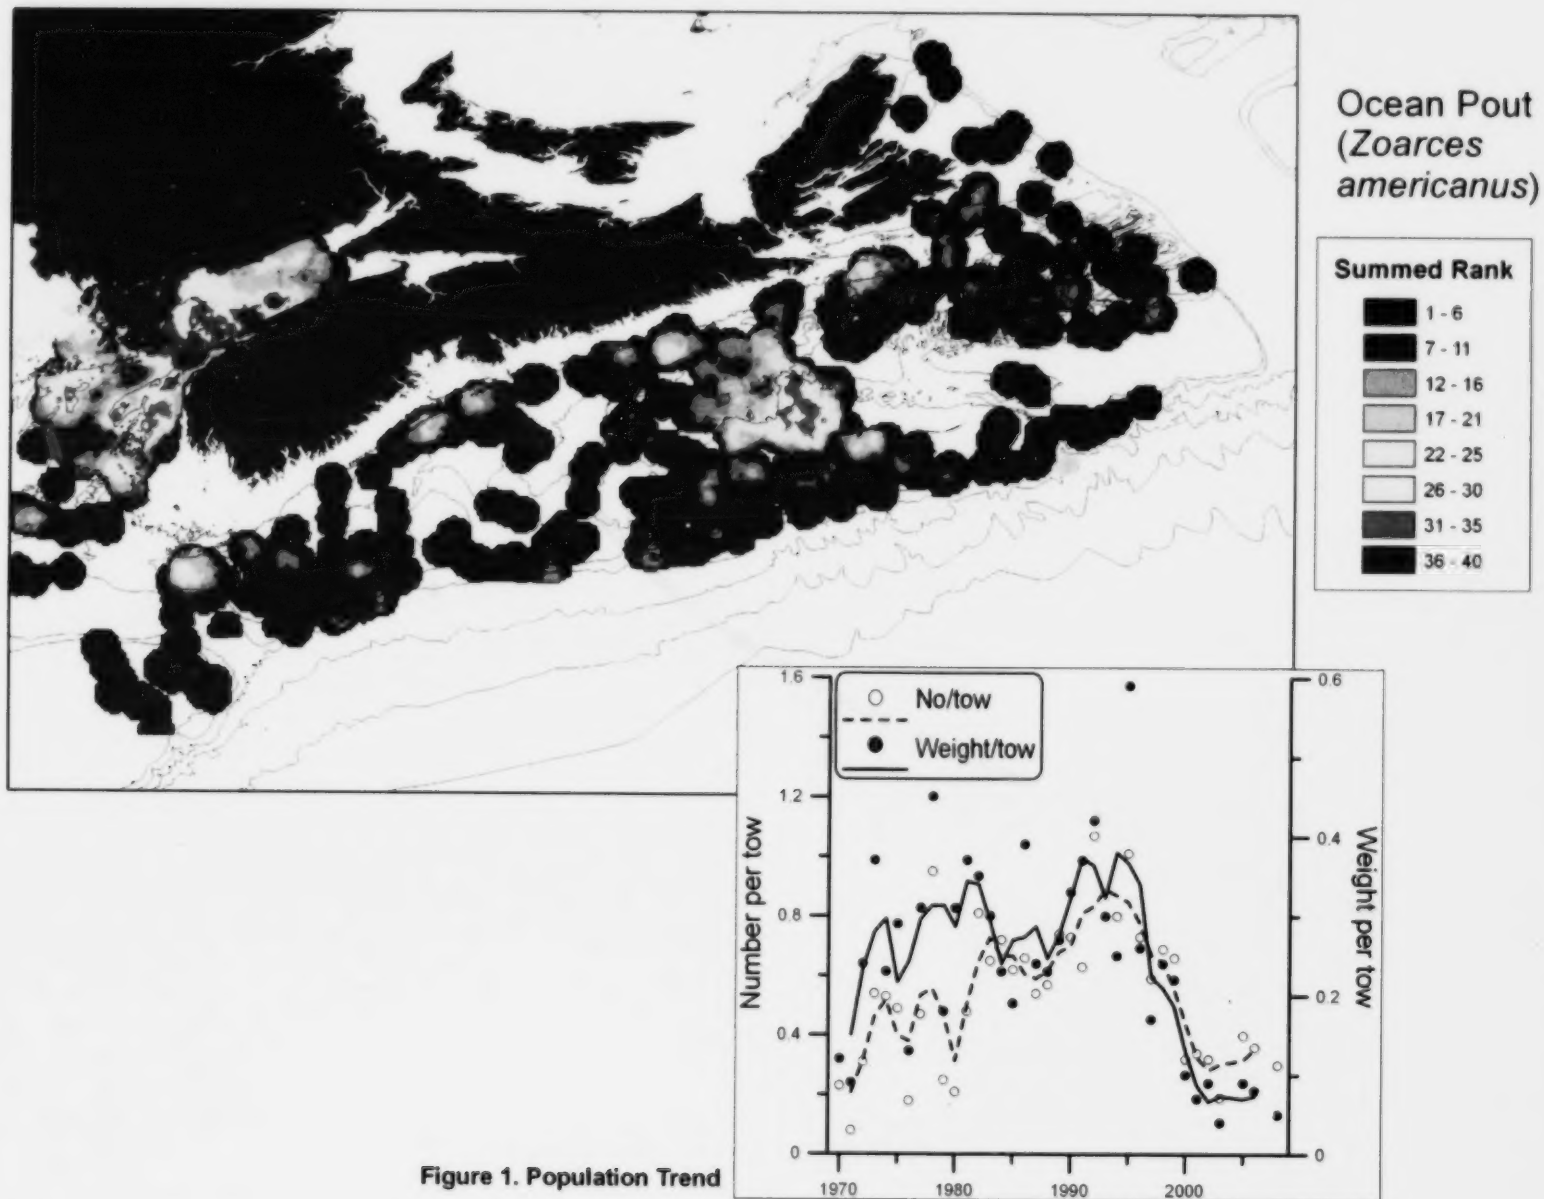 Ocean Pout
(Zoarces
americanus)
Summed Rank
1 - 6
7 - 11
12 - 16
17 - 21
22 - 25
26 - 30
31 - 35
36 - 40
No/tow
Weight/tow
Number per tow
1.6
1.2
0.8
0.4
0
Weight per tow
0.6
0.4
0.2
0
1970
1980
1990
2000
Figure 1. Population Trend